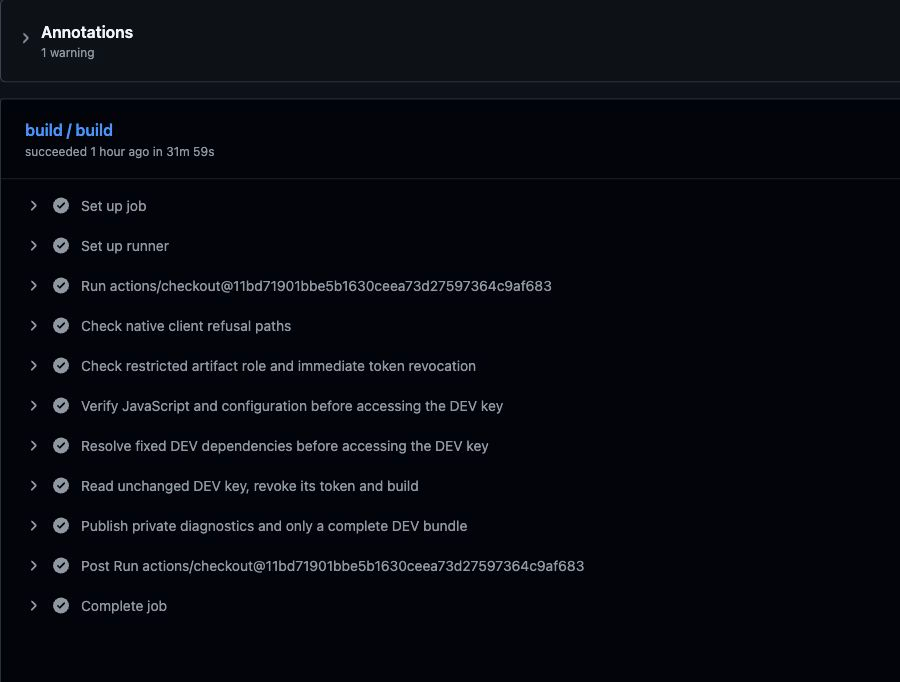 Annotations
1 warning
build / build
succeeded 1 hour ago in 31m 59s
Set up job
Set up runner
Run actions/checkout@11bd71901bbe5b1630ceea73d27597364c9af683
Check native client refusal paths
Check restricted artifact role and immediate token revocation
Verify JavaScript and configuration before accessing the DEV key
Resolve fixed DEV dependencies before accessing the DEV key
Read unchanged DEV key, revoke its token and build
Publish private diagnostics and only a complete DEV bundle
Post Run actions/checkout@11bd71901bbe5b1630ceea73d27597364c9af683
Complete job